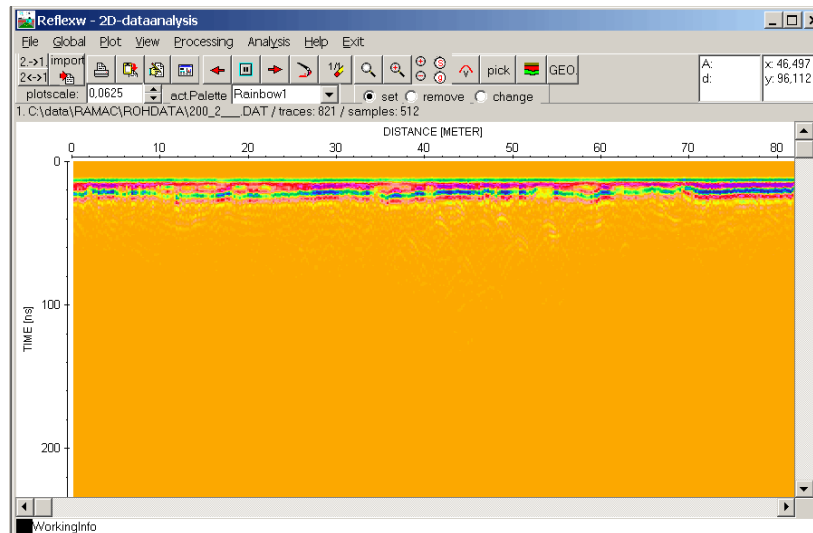 Reflexw - 2D-dataanalysis
File Global Plot View Processing Analysis Help Exit
2.->1. import
2<->1 1/γ pick GEO.
A: x: 46,497
d: y: 96,112
plotscale: 0,0625 act.Palette Rainbow1 set remove change
1. C:\data\RAMAC\ROHDATA\200_2___.DAT / traces: 821 / samples: 512
DISTANCE [METER]
0 10 20 30 40 50 60 70 80
0
100
TIME [ns]
200
WorkingInfo